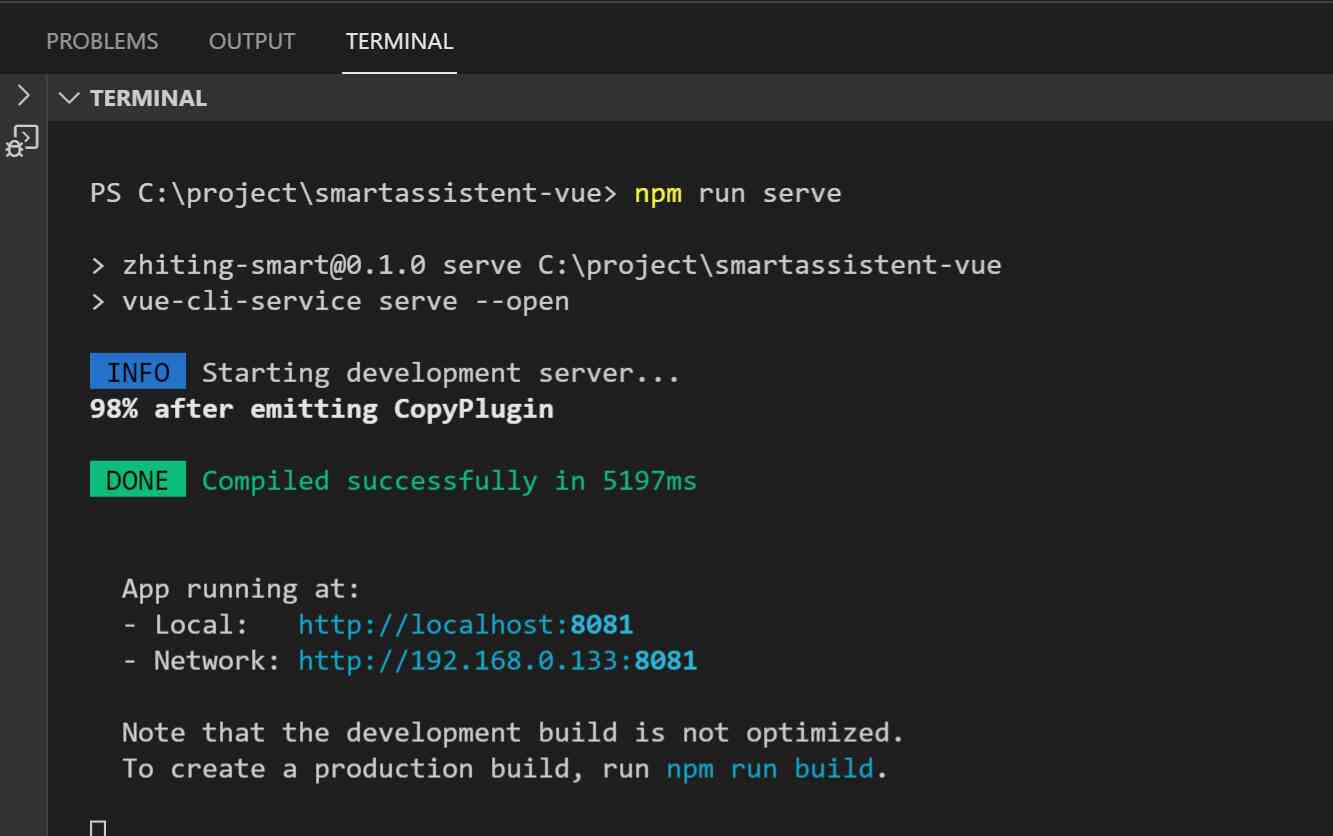 PROBLEMS OUTPUT TERMINAL
TERMINAL
PS C:\project\smartassistent-vue> npm run serve
> zhiting-smart@0.1.0 serve C:\project\smartassistent-vue
> vue-cli-service serve --open
INFO Starting development server...
98% after emitting CopyPlugin
DONE Compiled successfully in 5197ms
App running at:
- Local: http://localhost:8081
- Network: http://192.168.0.133:8081
Note that the development build is not optimized.
To create a production build, run npm run build.